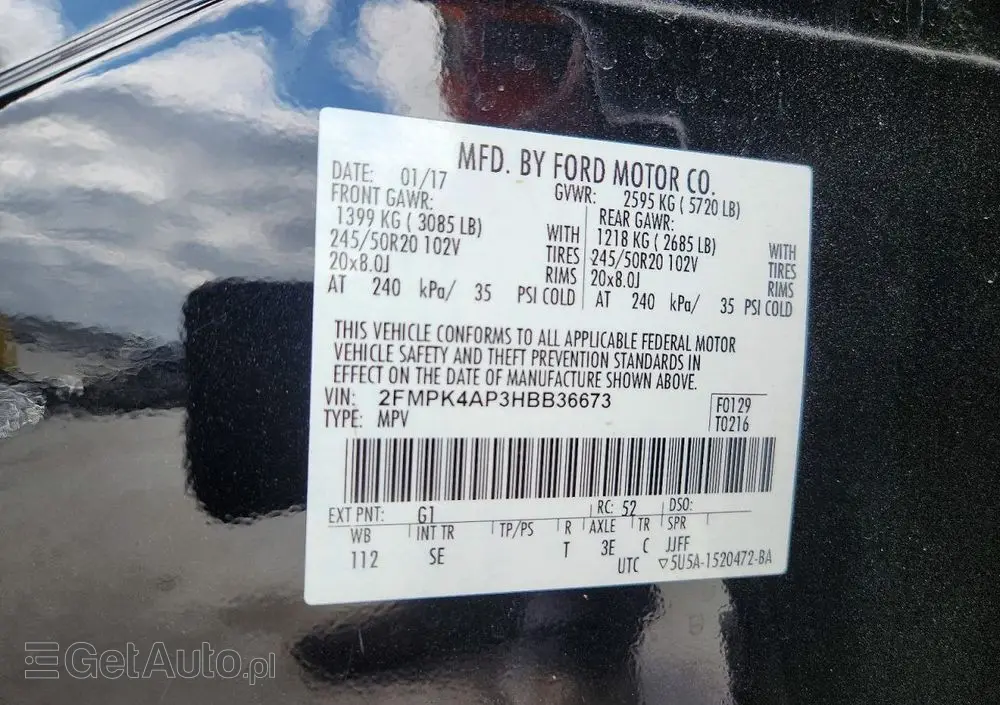 MFD. BY FORD MOTOR CO.
DATE: 01/17 GVWR: 2595 KG ( 5720 LB)
FRONT GAWR: REAR GAWR:
1399 KG ( 3085 LB) WITH 1218 KG ( 2685 LB) WITH
245/50R20 102V TIRES 245/50R20 102V TIRES
20x8.0J RIMS 20x8.0J RIMS
AT 240 kPa/ 35 PSI COLD AT 240 kPa/ 35 PSI COLD
THIS VEHICLE CONFORMS TO ALL APPLICABLE FEDERAL MOTOR
VEHICLE SAFETY AND THEFT PREVENTION STANDARDS IN
EFFECT ON THE DATE OF MANUFACTURE SHOWN ABOVE.
VIN: 2FMPK4AP3HBB36673 F0129
TYPE: MPV T0216
EXT PNT: G1 RC: 52 DSO:
WB INT TR TP/PS R AXLE TR SPR
112 SE T 3E C JJFF
UTC ▽5U5A-1520472-BA
GetAuto.pl